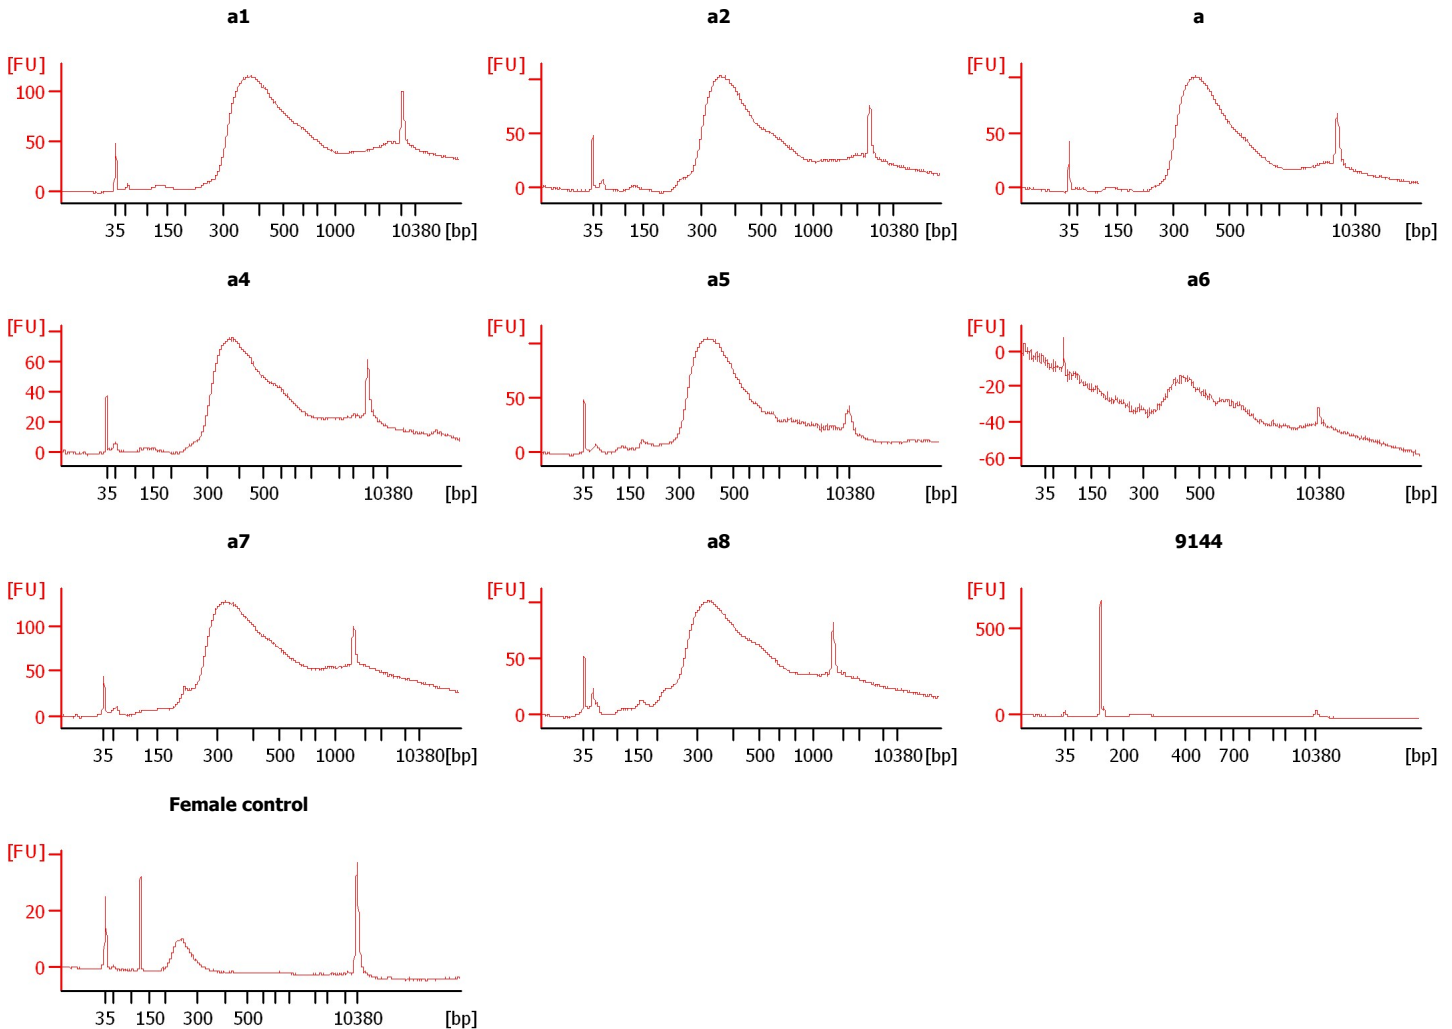 a1 a2 a
[FU] [FU] [FU]
100
50 50 50
0 0 0
35 150 300 500 1000 10380 [bp] 35 150 300 500 1000 10380 [bp] 35 150 300 500 10380 [bp]
a4 a5 a6
[FU] [FU] [FU]
60 0
40 50 -20
20 -40
0 0 -60
35 150 300 500 10380 [bp] 35 150 300 500 10380 [bp] 35 150 300 500 10380 [bp]
a7 a8 9144
[FU] [FU] [FU]
100 500
50 50
0 0 0
35 150 300 500 1000 10380 [bp] 35 150 300 500 1000 10380 [bp] 35 200 400 700 10380 [bp]
Female control
[FU]
20
0
35 150 300 500 10380 [bp]